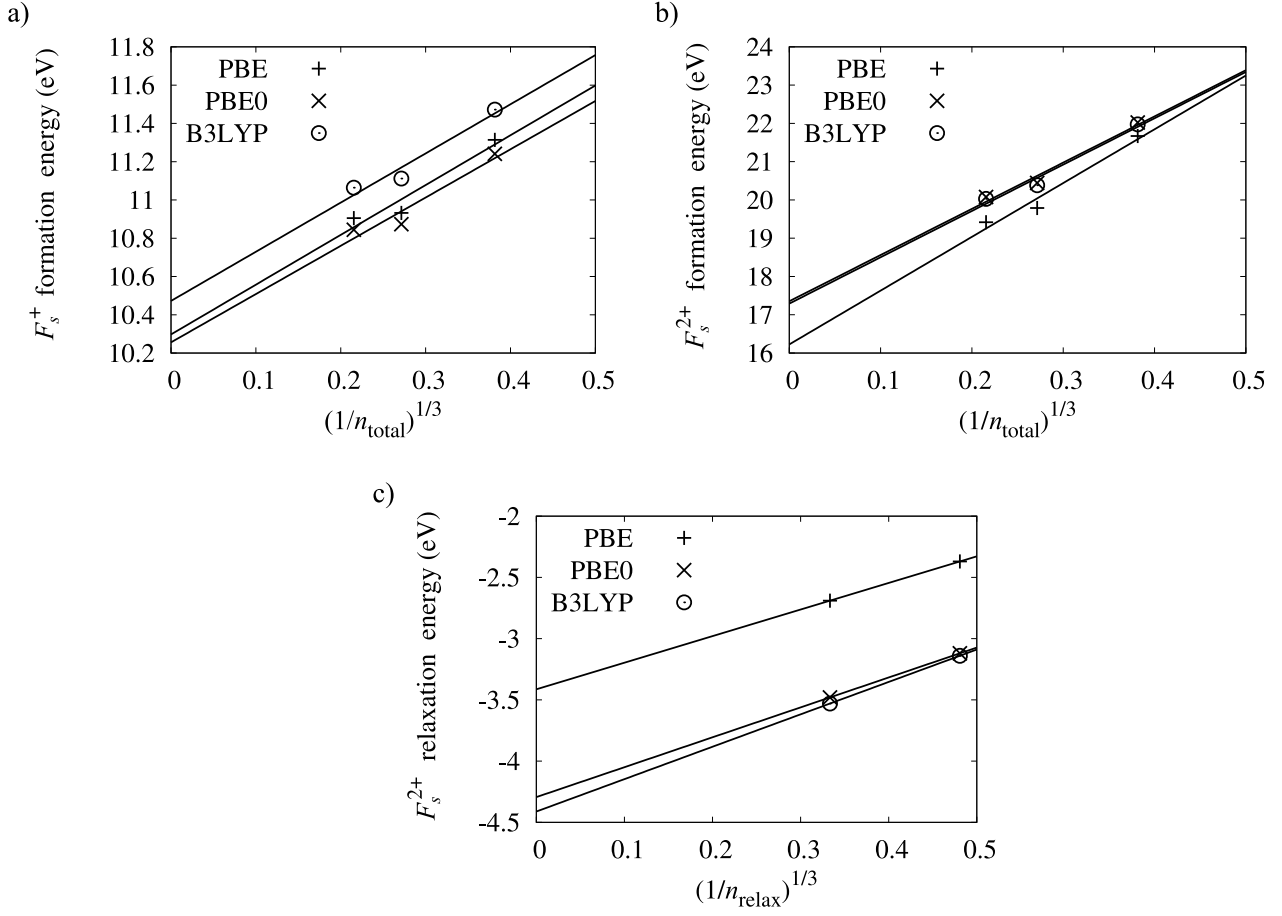 a)
11.8
11.6
11.4
11.2
11
10.8
10.6
10.4
10.2
F_s^+ formation energy (eV)
PBE
PBE0
B3LYP
0 0.1 0.2 0.3 0.4 0.5
(1/n_total)^1/3
b)
24
23
22
21
20
19
18
17
16
F_s^2+ formation energy (eV)
PBE
PBE0
B3LYP
0 0.1 0.2 0.3 0.4 0.5
(1/n_total)^1/3
c)
-2
-2.5
-3
-3.5
-4
-4.5
F_s^2+ relaxation energy (eV)
PBE
PBE0
B3LYP
0 0.1 0.2 0.3 0.4 0.5
(1/n_relax)^1/3